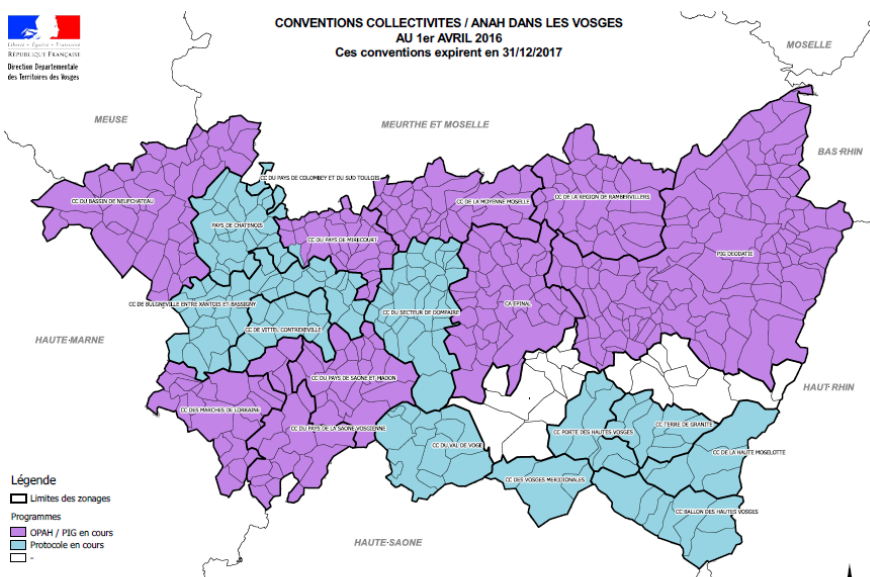 CONVENTIONS COLLECTIVITES / ANAH DANS LES VOSGES
AU 1er AVRIL 2016
Ces conventions expirent en 31/12/2017
Liberté • Égalité • Fraternité
RÉPUBLIQUE FRANÇAISE
Direction Departementale
des Territoires des Vosges
MOSELLE
MEUSE
MEURTHE ET MOSELLE
BAS-RHIN
CC DU PAYS DE COLOMBEY ET DU SUD TOULOIS
CC DU BASSIN DE NEUFCHATEAU
CC DE LA MOYENNE MOSELLE
CC DE LA REGION DE RAMBERVILLERS
PAYS DE CHATENOIS
CC DU PAYS DE MIRECOURT
PIG DEODATIE
CC DE BULGNEVILLE ENTRE XAINTOIS ET BASSIGNY
CA EPINAL
CC DU SECTEUR DE DOMPAIRE
CC DE VITTEL CONTREXEVILLE
HAUTE-MARNE
CC DU PAYS DE SAONE ET MADON
HAUT-RHIN
CC DES MARCHES DE LORRAINE
CC DU PAYS DE LA SAONE VOSGIENNE
CC TERRE DE GRANITE
CC PORTE DES HAUTES VOSGES
CC DU VAL DE VOGE
CC DE LA HAUTE MOSELOTTE
CC DES VOSGES MERIDIONALES
CC BALLON DES HAUTES VOSGES
HAUTE-SAONE
Légende
Limites des zonages
Programmes
OPAH / PIG en cours
Protocole en cours
-